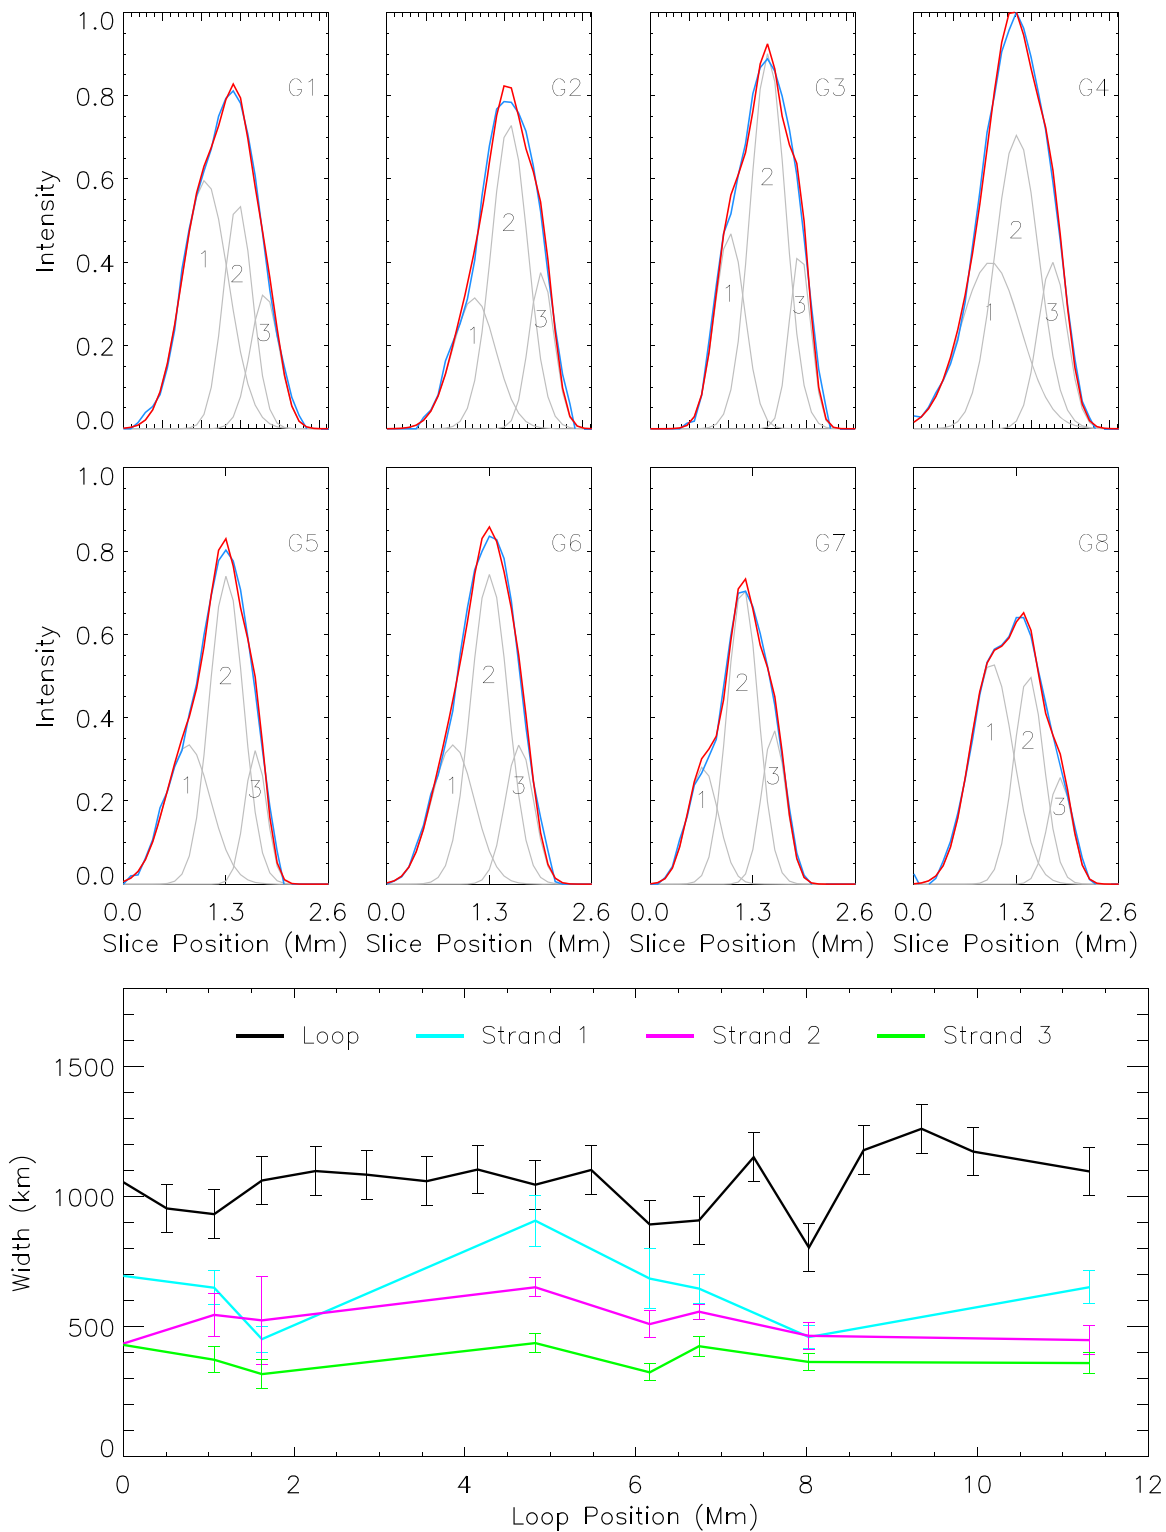 1.0
0.8
0.6
0.4
0.2
0.0
Intensity
G1
1
2
3
G2
1
2
3
G3
1
2
3
G4
1
2
3
1.0
0.8
0.6
0.4
0.2
0.0
Intensity
G5
1
2
3
G6
1
2
3
G7
1
2
3
G8
1
2
3
0.0 1.3 2.6
0.0 1.3 2.6
0.0 1.3 2.6
0.0 1.3 2.6
Slice Position (Mm)
Slice Position (Mm)
Slice Position (Mm)
Slice Position (Mm)
Loop Strand 1 Strand 2 Strand 3
1500
1000
500
0
Width (km)
0 2 4 6 8 10 12
Loop Position (Mm)